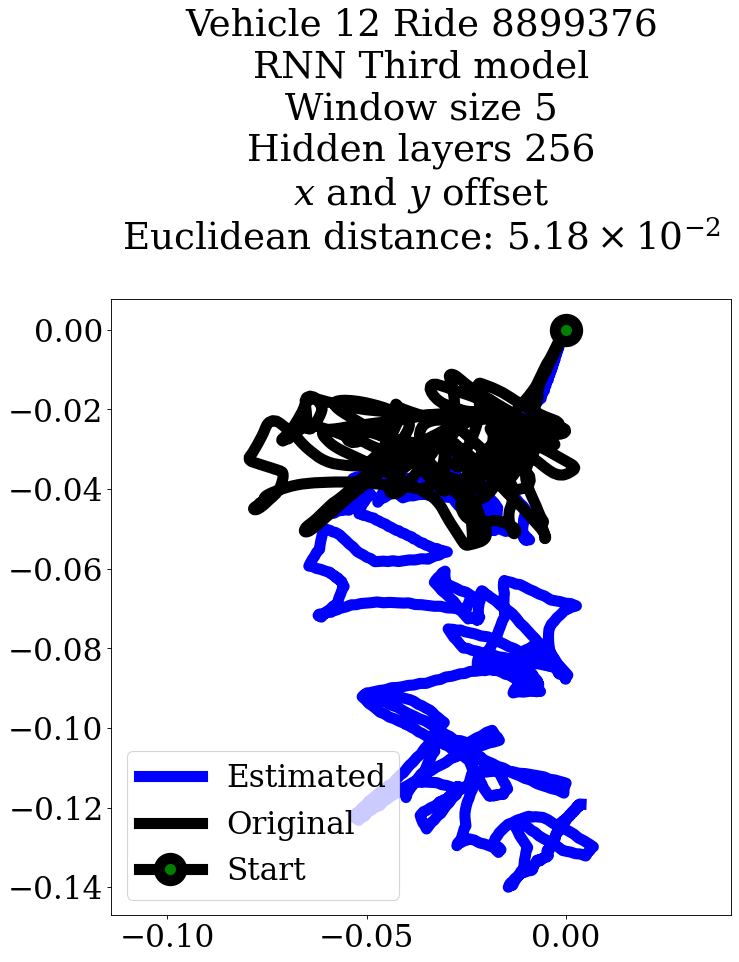 Vehicle 12 Ride 8899376
RNN Third model
Window size 5
Hidden layers 256
x and y offset
Euclidean distance: 5.18 × 10⁻²
0.00
−0.02
−0.04
−0.06
−0.08
−0.10
−0.12
−0.14
Estimated
Original
Start
−0.10 −0.05 0.00